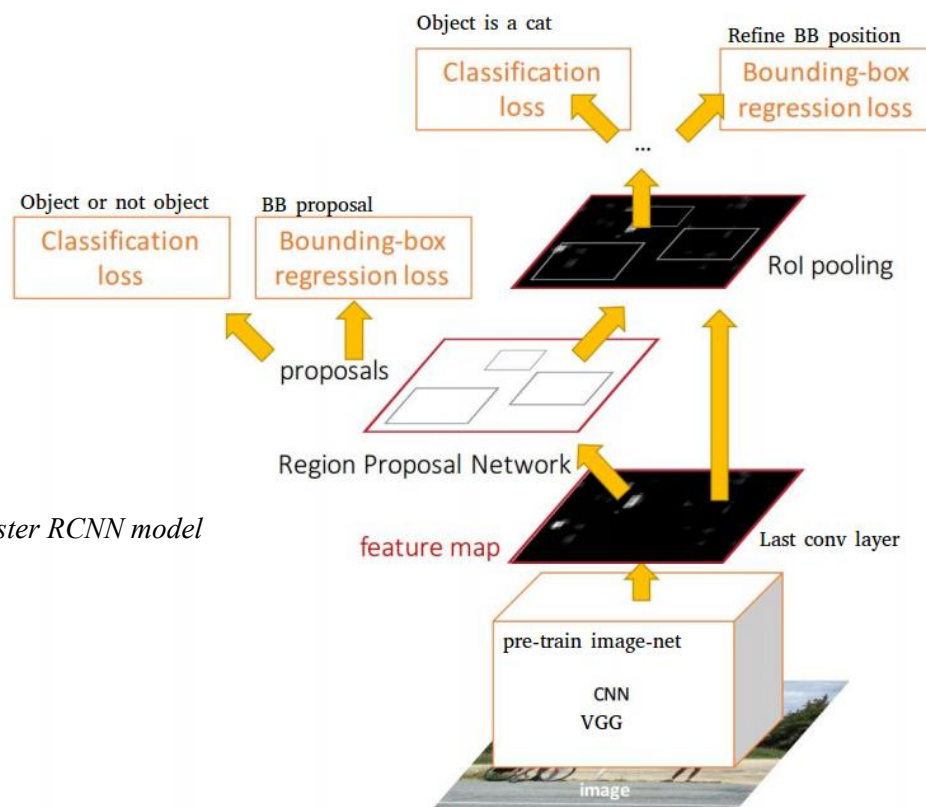 Object is a cat
Refine BB position
Classification
loss
Bounding-box
regression loss
...
Object or not object
BB proposal
Classification
loss
Bounding-box
regression loss
RoI pooling
proposals
Region Proposal Network
ster RCNN model
feature map
Last conv layer
pre-train image-net
CNN
VGG
image